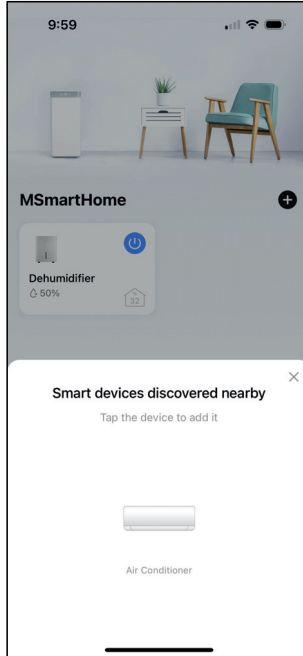 9:59
MSmartHome
Dehumidifier
50%
32
Smart devices discovered nearby
Tap the device to add it
Air Conditioner